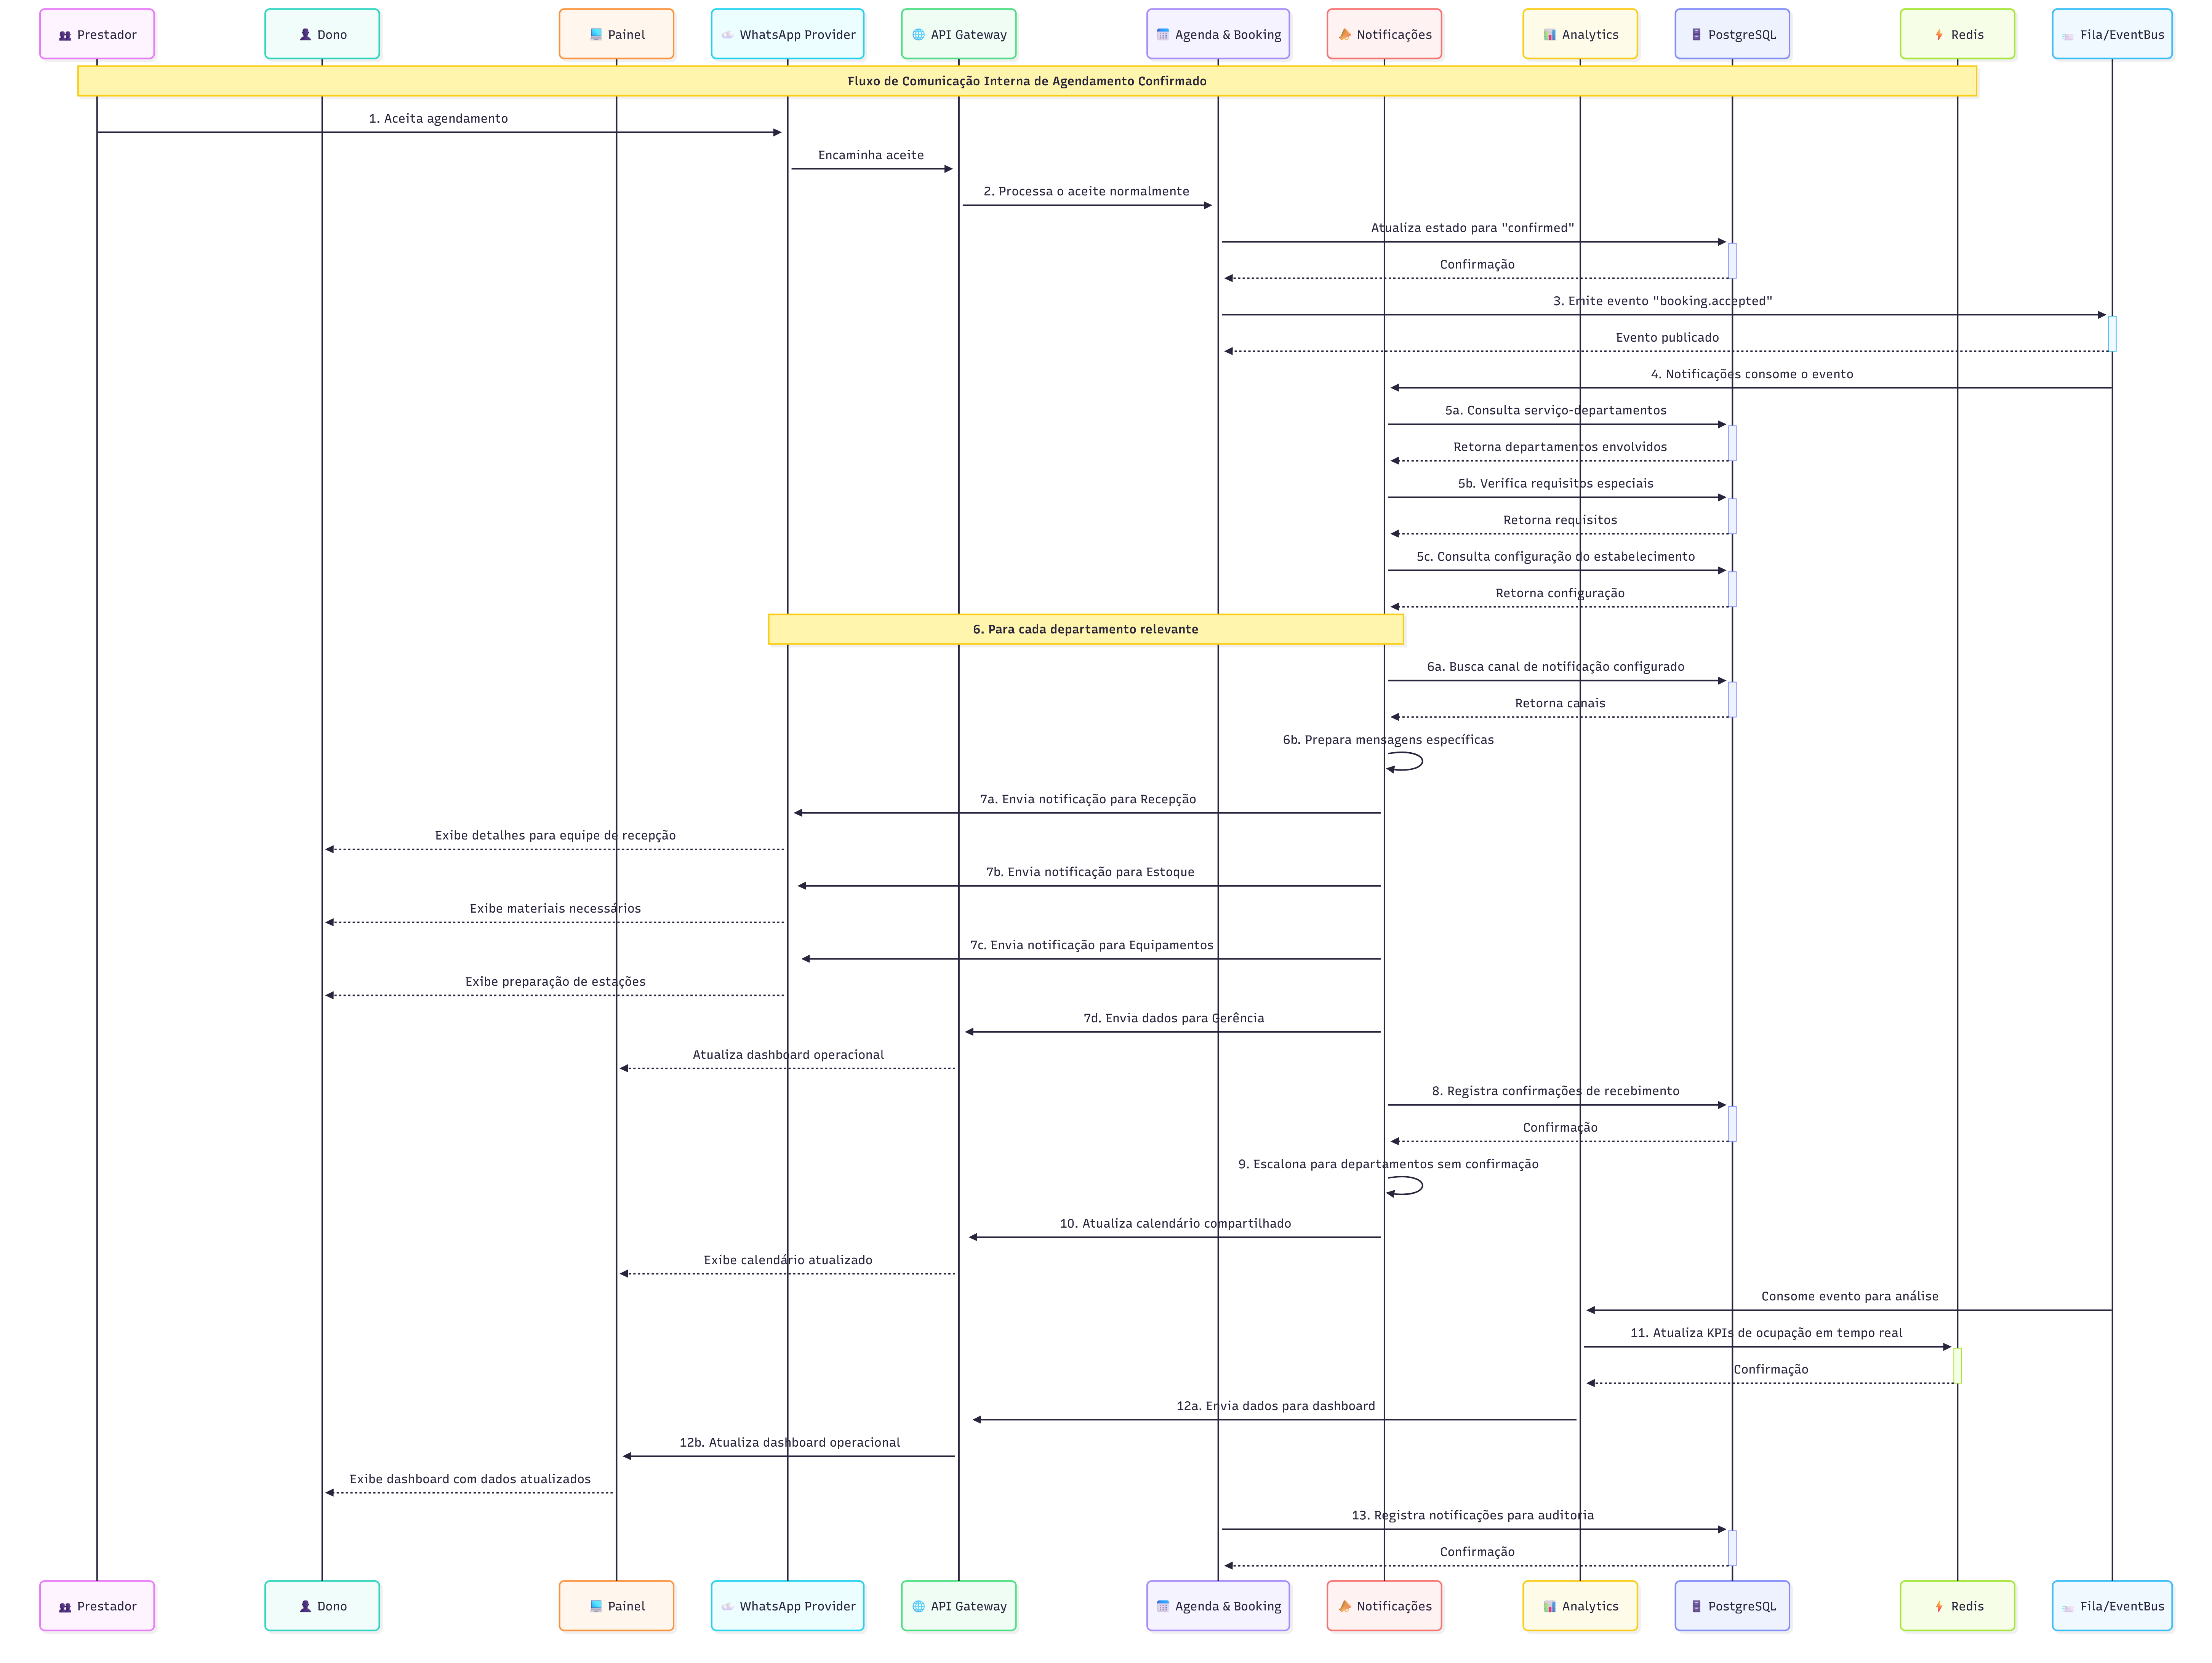 Prestador
Dono
Painel
WhatsApp Provider
API Gateway
Agenda & Booking
Notificações
Analytics
PostgreSQL
Redis
Fila/EventBus
Fluxo de Comunicação Interna de Agendamento Confirmado
1. Aceita agendamento
Encaminha aceite
2. Processa o aceite normalmente
Atualiza estado para "confirmed"
Confirmação
3. Emite evento "booking.accepted"
Evento publicado
4. Notificações consome o evento
5a. Consulta serviço-departamentos
Retorna departamentos envolvidos
5b. Verifica requisitos especiais
Retorna requisitos
5c. Consulta configuração do estabelecimento
Retorna configuração
6. Para cada departamento relevante
6a. Busca canal de notificação configurado
Retorna canais
6b. Prepara mensagens específicas
7a. Envia notificação para Recepção
Exibe detalhes para equipe de recepção
7b. Envia notificação para Estoque
Exibe materiais necessários
7c. Envia notificação para Equipamentos
Exibe preparação de estações
7d. Envia dados para Gerência
Atualiza dashboard operacional
8. Registra confirmações de recebimento
Confirmação
9. Escalona para departamentos sem confirmação
10. Atualiza calendário compartilhado
Exibe calendário atualizado
Consome evento para análise
11. Atualiza KPIs de ocupação em tempo real
Confirmação
12a. Envia dados para dashboard
12b. Atualiza dashboard operacional
Exibe dashboard com dados atualizados
13. Registra notificações para auditoria
Confirmação
Prestador
Dono
Painel
WhatsApp Provider
API Gateway
Agenda & Booking
Notificações
Analytics
PostgreSQL
Redis
Fila/EventBus